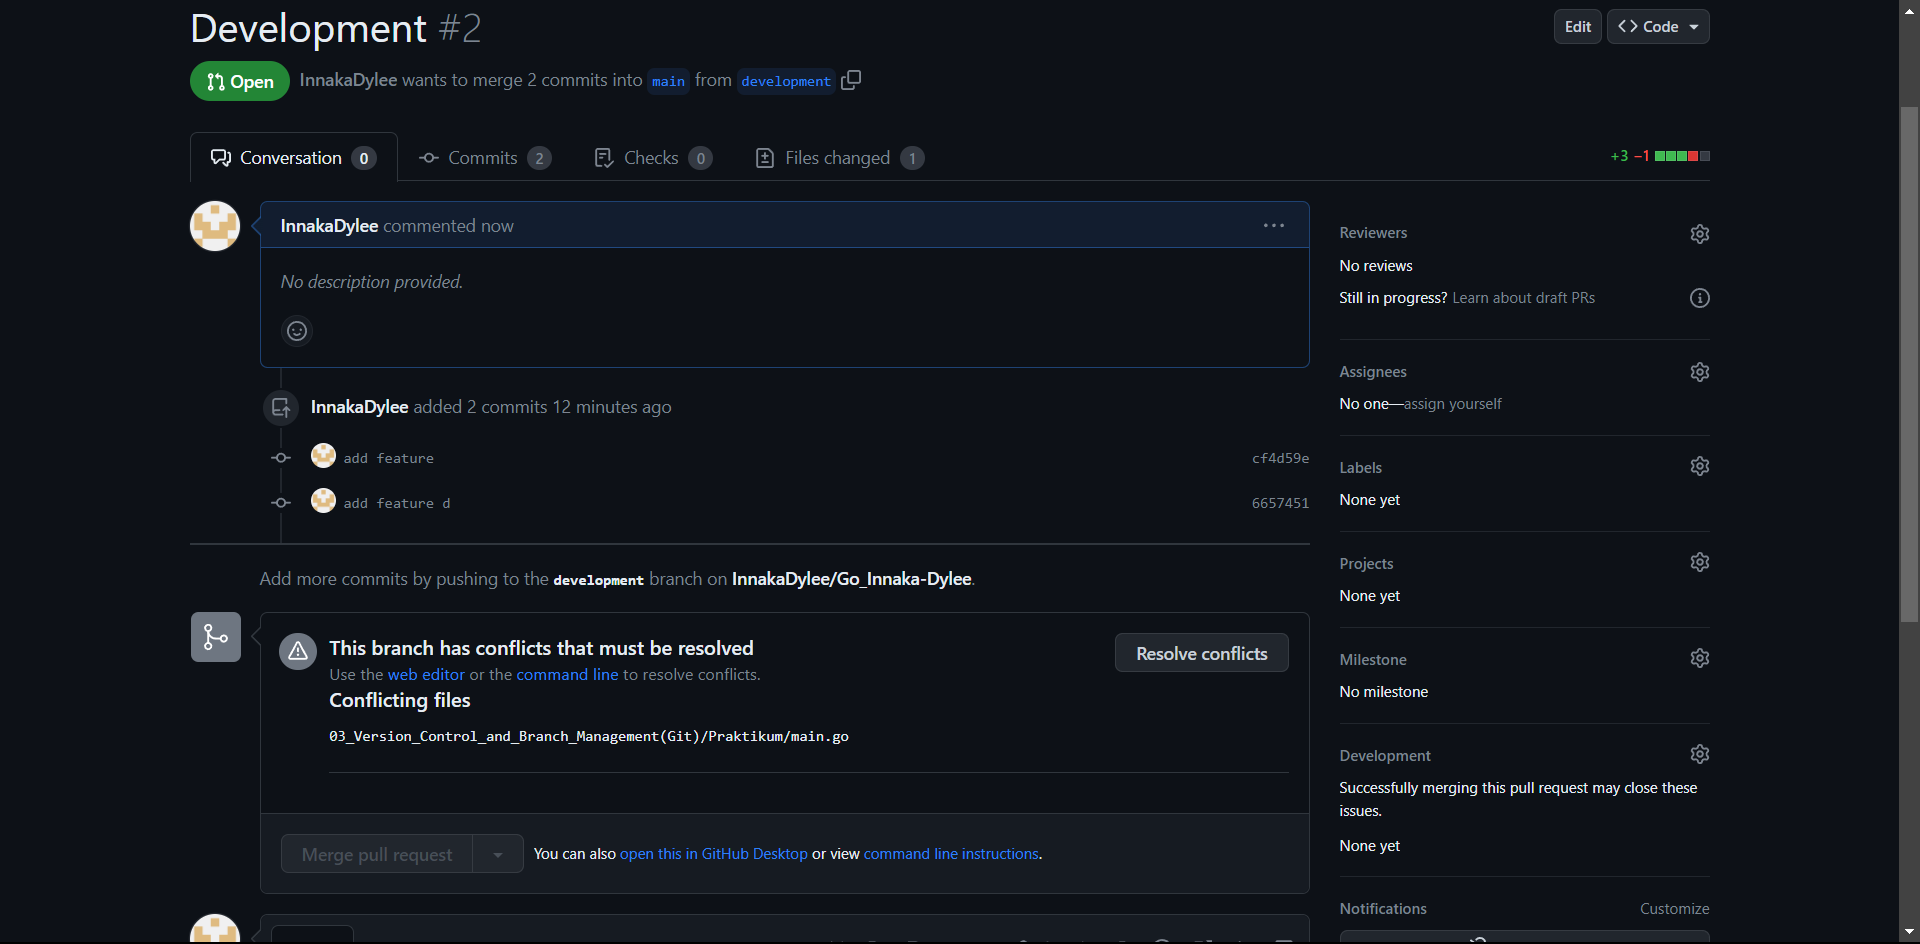 Development #2
Edit
<> Code
Open
InnakaDylee wants to merge 2 commits into main from development
Conversation 0
Commits 2
Checks 0
Files changed 1
+3 −1
InnakaDylee commented now
No description provided.
InnakaDylee added 2 commits 12 minutes ago
add feature
cf4d59e
add feature d
6657451
Add more commits by pushing to the development branch on InnakaDylee/Go_Innaka-Dylee.
This branch has conflicts that must be resolved
Use the web editor or the command line to resolve conflicts.
Resolve conflicts
Conflicting files
03_Version_Control_and_Branch_Management(Git)/Praktikum/main.go
Merge pull request
You can also open this in GitHub Desktop or view command line instructions.
Reviewers
No reviews
Still in progress? Learn about draft PRs
Assignees
No one—assign yourself
Labels
None yet
Projects
None yet
Milestone
No milestone
Development
Successfully merging this pull request may close these
issues.
None yet
Notifications
Customize